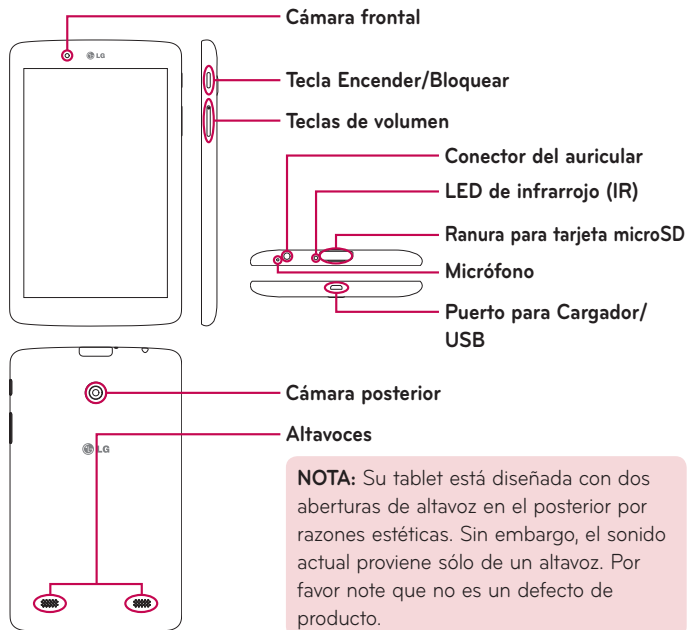 Cámara frontal
LG
Tecla Encender/Bloquear
Teclas de volumen
Conector del auricular
LED de infrarrojo (IR)
Ranura para tarjeta microSD
Micrófono
Puerto para Cargador/
USB
Cámara posterior
Altavoces
LG
NOTA: Su tablet está diseñada con dos
aberturas de altavoz en el posterior por
razones estéticas. Sin embargo, el sonido
actual proviene sólo de un altavoz. Por
favor note que no es un defecto de
producto.